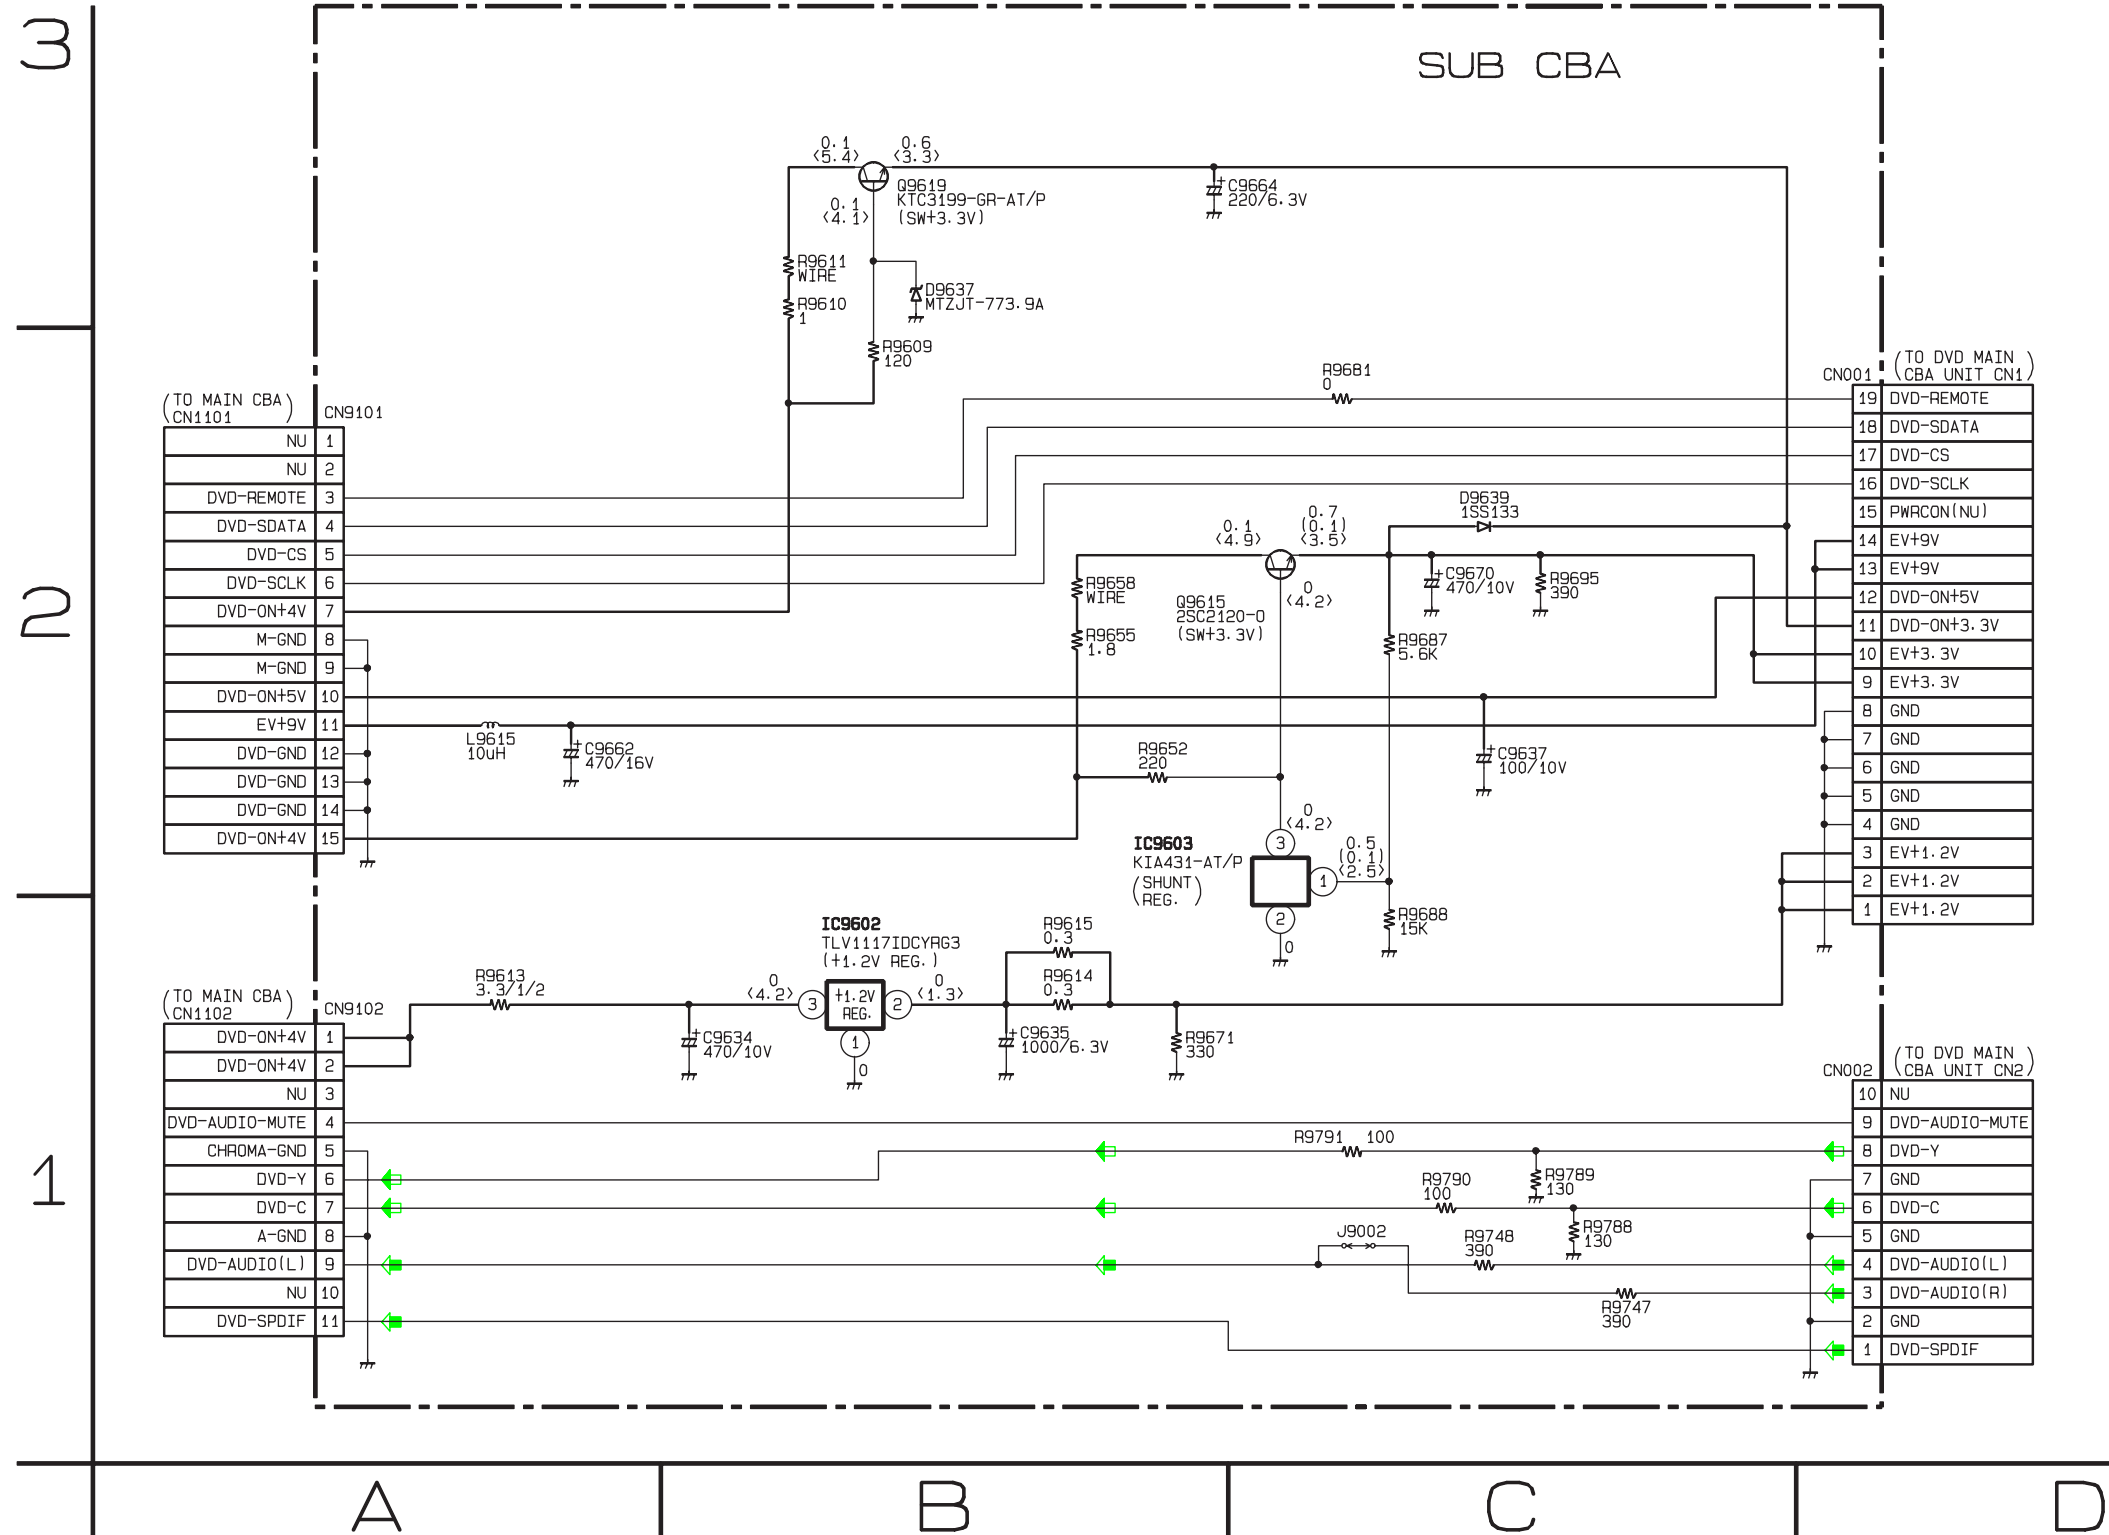 3
SUB CBA
0.1
<5.4>
0.6
<3.3>
Q9619
KTC3199-GR-AT/P
(SW+3.3V)
0.1
<4.1>
+
C9664
220/6.3V
R9611
WIRE
R9610
1
D9637
MTZJT-773.9A
R9609
120
(TO MAIN CBA)
(CN1101)
CN9101
NU 1
NU 2
DVD-REMOTE 3
DVD-SDATA 4
DVD-CS 5
DVD-SCLK 6
DVD-ON+4V 7
M-GND 8
M-GND 9
DVD-ON+5V 10
EV+9V 11
DVD-GND 12
DVD-GND 13
DVD-GND 14
DVD-ON+4V 15
R9681
0
CN001
(TO DVD MAIN)
(CBA UNIT CN1)
19 DVD-REMOTE
18 DVD-SDATA
17 DVD-CS
16 DVD-SCLK
15 PWRCON(NU)
14 EV+9V
13 EV+9V
12 DVD-ON+5V
11 DVD-ON+3.3V
10 EV+3.3V
9 EV+3.3V
8 GND
7 GND
6 GND
5 GND
4 GND
3 EV+1.2V
2 EV+1.2V
1 EV+1.2V
2
D9639
1SS133
0.1
<4.9>
0.7
(0.1)
<3.5>
0
<4.2>
R9658
WIRE
Q9615
2SC2120-O
(SW+3.3V)
R9655
1.8
+
C9670
470/10V
R9695
390
R9687
5.6K
L9615
10uH
+
C9662
470/16V
R9652
220
+
C9637
100/10V
0
<4.2>
IC9603
KIA431-AT/P
(SHUNT)
(REG.)
3
1
2
0
0.5
(0.1)
<2.5>
R9688
15K
IC9602
TLV1117IDCYRG3
(+1.2V REG.)
R9615
0.3
R9614
0.3
R9613
3.3/1/2
0
<4.2>
3
+1.2V
REG.
2
1
0
0
<1.3>
+
C9634
470/10V
+
C9635
1000/6.3V
R9671
330
(TO MAIN CBA)
(CN1102)
CN9102
DVD-ON+4V 1
DVD-ON+4V 2
NU 3
DVD-AUDIO-MUTE 4
CHROMA-GND 5
DVD-Y 6
DVD-C 7
A-GND 8
DVD-AUDIO(L) 9
NU 10
DVD-SPDIF 11
CN002
(TO DVD MAIN)
(CBA UNIT CN2)
10 NU
9 DVD-AUDIO-MUTE
8 DVD-Y
7 GND
6 DVD-C
5 GND
4 DVD-AUDIO(L)
3 DVD-AUDIO(R)
2 GND
1 DVD-SPDIF
R9791 100
R9789
130
R9790
100
R9788
130
J9002
R9748
390
R9747
390
1
A
B
C
D